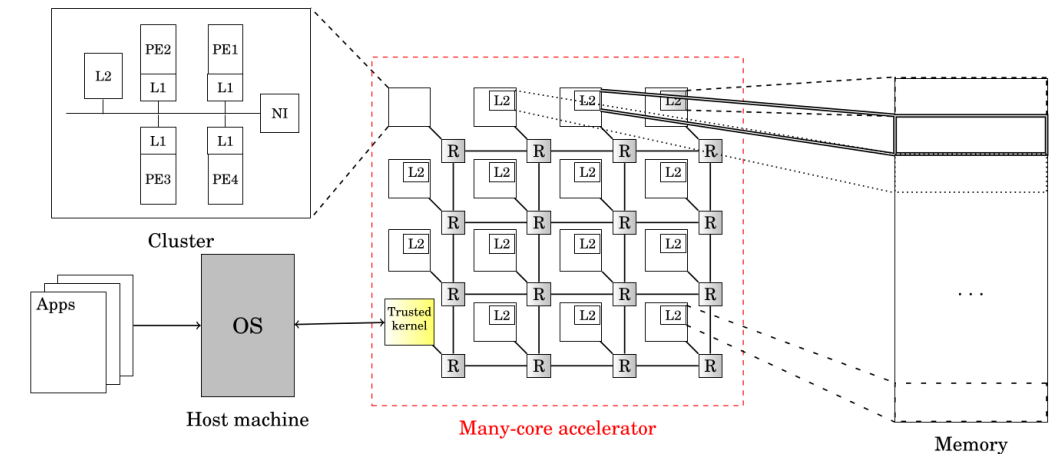 PE2
PE1
L2
L1
L1
NI
L1
L1
PE3
PE4
Cluster
L2
L2
L2
R
R
R
R
L2
L2
L2
L2
R
R
R
R
L2
L2
L2
L2
R
R
R
R
Trusted
kernel
L2
L2
L2
R
R
R
R
Apps
OS
Host machine
Many-core accelerator
...
Memory